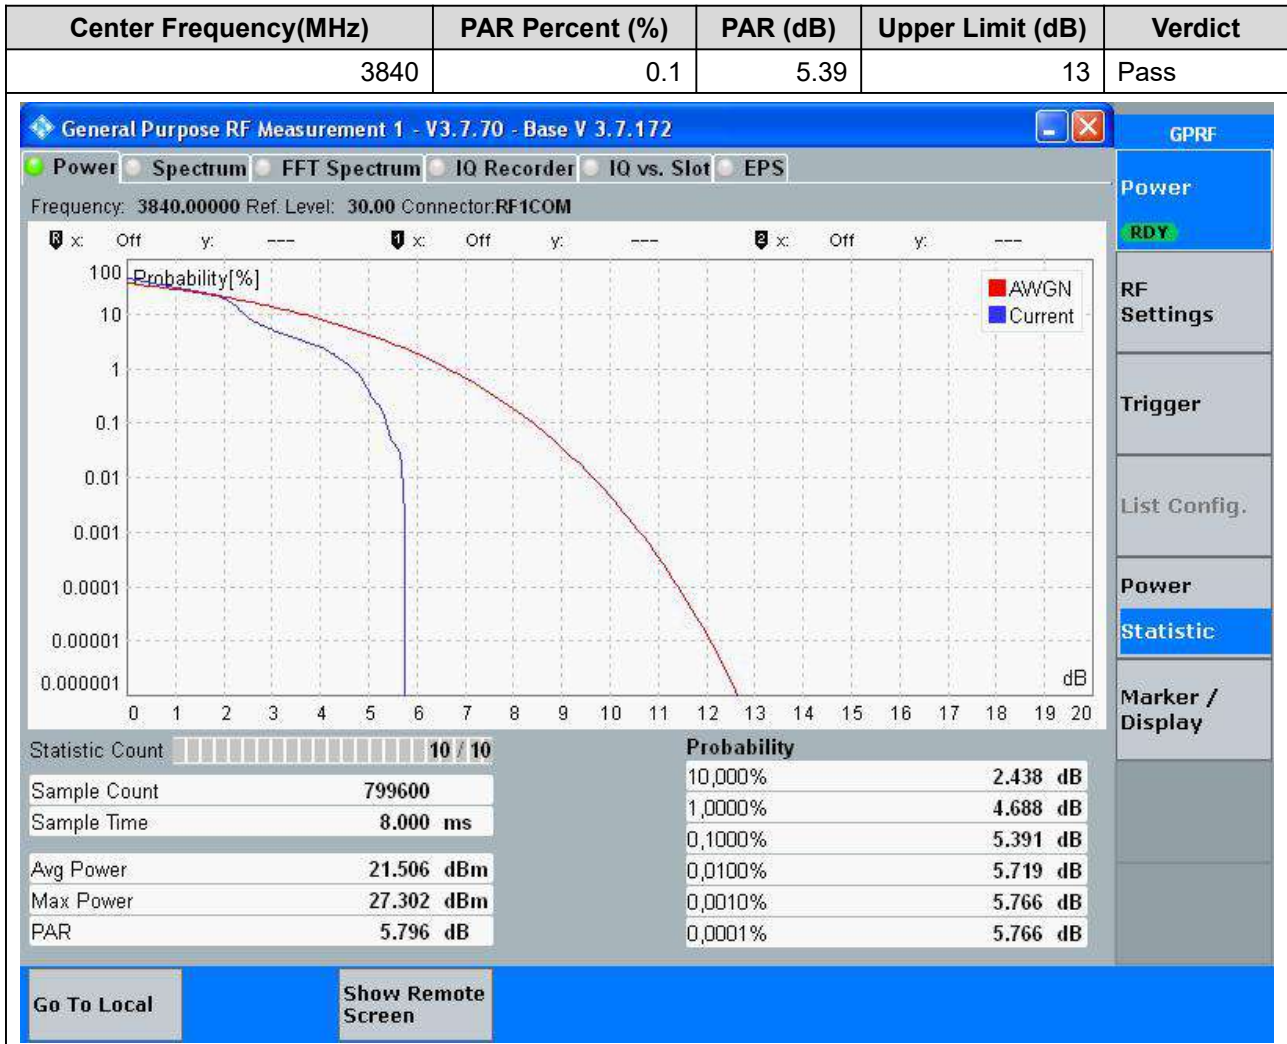 Center Frequency(MHz) PAR Percent (%) PAR (dB) Upper Limit (dB) Verdict
3840 0.1 5.39 13 Pass
General Purpose RF Measurement 1 - V3.7.70 - Base V 3.7.172
GPRF
Power Spectrum FFT Spectrum IQ Recorder IQ vs. Slot EPS
Frequency: 3840.00000 Ref. Level: 30.00 Connector:RF1COM
R x: Off y: --- 1 x: Off y: --- 2 x: Off y: ---
Probability[%]
AWGN
Current
100
10
1
0.1
0.01
0.001
0.0001
0.00001
0.000001
dB
0 1 2 3 4 5 6 7 8 9 10 11 12 13 14 15 16 17 18 19 20
Statistic Count 10 / 10
Sample Count 799600
Sample Time 8.000 ms
Avg Power 21.506 dBm
Max Power 27.302 dBm
PAR 5.796 dB
Probability
10,000% 2.438 dB
1,0000% 4.688 dB
0,1000% 5.391 dB
0,0100% 5.719 dB
0,0010% 5.766 dB
0,0001% 5.766 dB
Power
RDY
RF
Settings
Trigger
List Config.
Power
Statistic
Marker /
Display
Go To Local
Show Remote
Screen